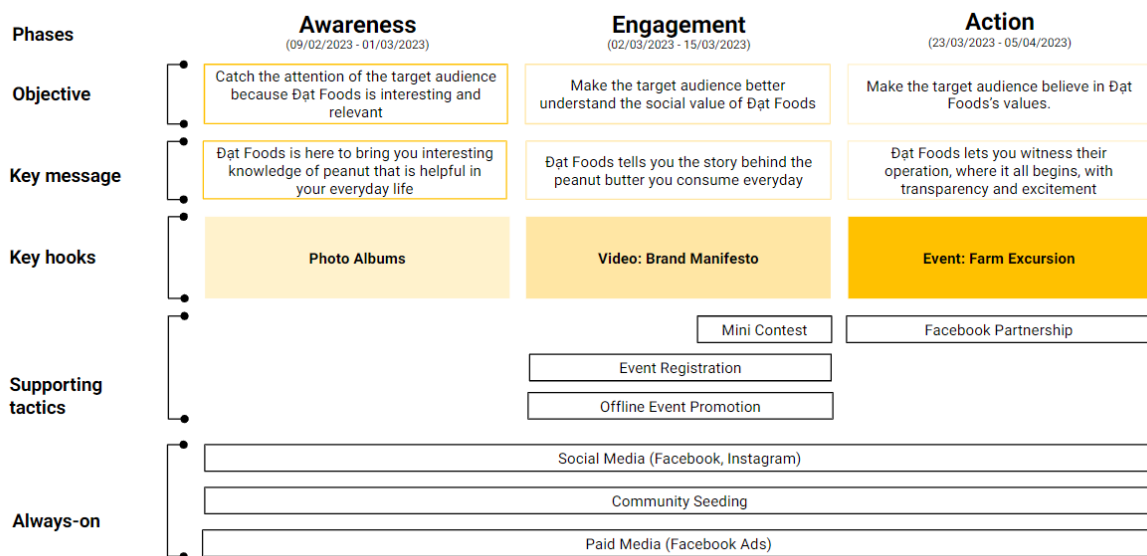 Phases
Awareness
(09/02/2023 - 01/03/2023)
Engagement
(02/03/2023 - 15/03/2023)
Action
(23/03/2023 - 05/04/2023)
Objective
Catch the attention of the target audience
because Đạt Foods is interesting and
relevant
Make the target audience better
understand the social value of Đạt Foods
Make the target audience believe in Đạt
Foods's values.
Key message
Đạt Foods is here to bring you interesting
knowledge of peanut that is helpful in
your everyday life
Đạt Foods tells you the story behind the
peanut butter you consume everyday
Đạt Foods lets you witness their
operation, where it all begins, with
transparency and excitement
Key hooks
Photo Albums
Video: Brand Manifesto
Event: Farm Excursion
Supporting
tactics
Mini Contest
Facebook Partnership
Event Registration
Offline Event Promotion
Always-on
Social Media (Facebook, Instagram)
Community Seeding
Paid Media (Facebook Ads)